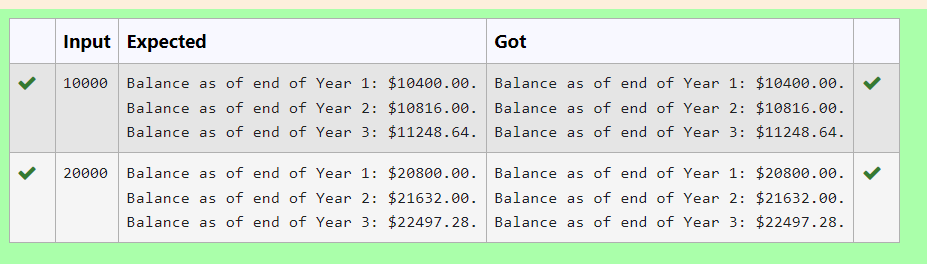 Input Expected Got
10000 Balance as of end of Year 1: $10400.00. Balance as of end of Year 1: $10400.00.
Balance as of end of Year 2: $10816.00. Balance as of end of Year 2: $10816.00.
Balance as of end of Year 3: $11248.64. Balance as of end of Year 3: $11248.64.
20000 Balance as of end of Year 1: $20800.00. Balance as of end of Year 1: $20800.00.
Balance as of end of Year 2: $21632.00. Balance as of end of Year 2: $21632.00.
Balance as of end of Year 3: $22497.28. Balance as of end of Year 3: $22497.28.